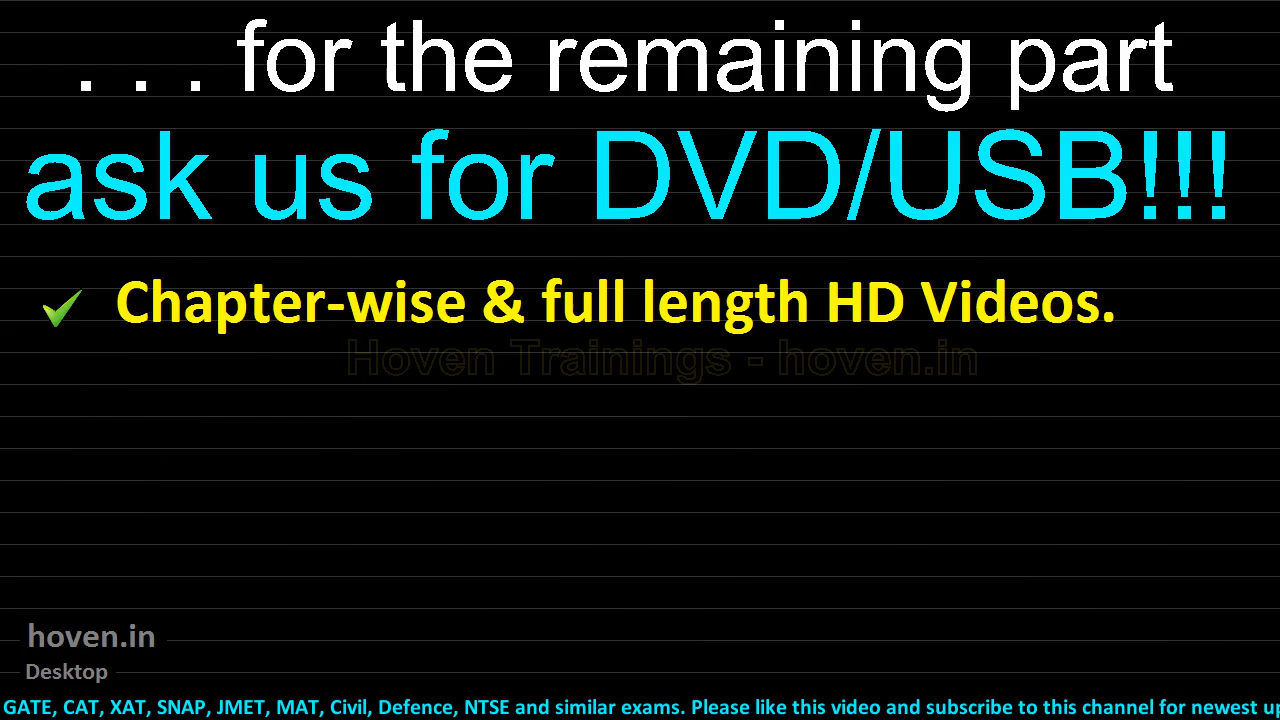 . . . for the remaining part
ask us for DVD/USB!!!
Chapter-wise & full length HD Videos.
Hoven Trainings - hoven.in
hoven.in
Desktop
GATE, CAT, XAT, SNAP, JMET, MAT, Civil, Defence, NTSE and similar exams. Please like this video and subscribe to this channel for newest up